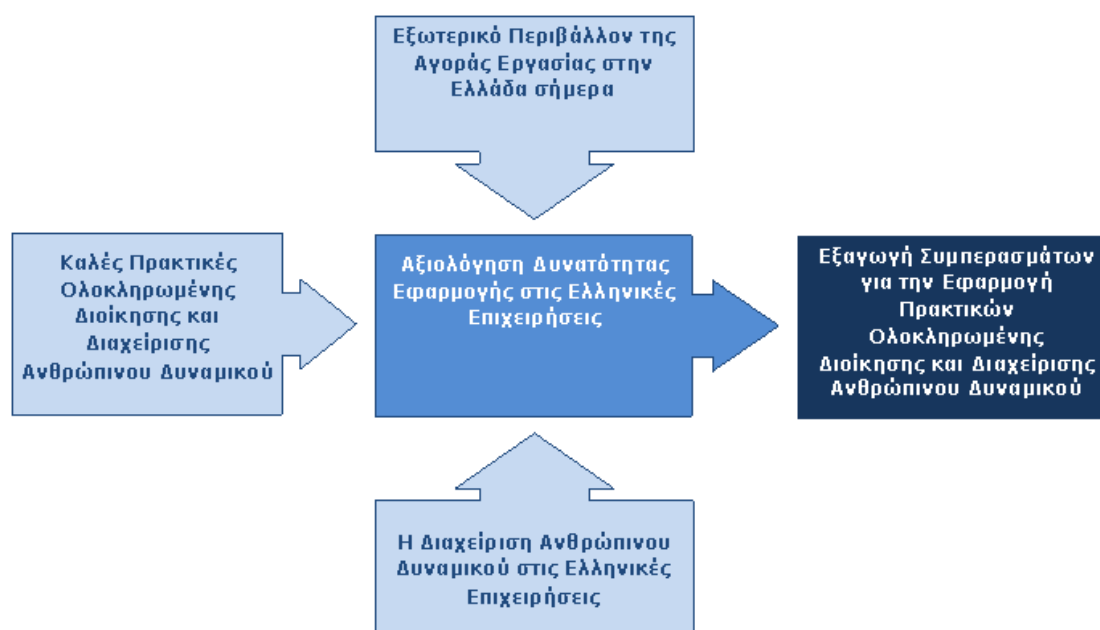 Εξωτερικό Περιβάλλον της
Αγοράς Εργασίας στην
Ελλάδα σήμερα
Καλές Πρακτικές
Ολοκληρωμένης
Διοίκησης και
Διαχείρισης
Ανθρώπινου Δυναμικού
Αξιολόγηση Δυνατότητας
Εφαρμογής στις Ελληνικές
Επιχειρήσεις
Εξαγωγή Συμπερασμάτων
για την Εφαρμογή
Πρακτικών
Ολοκληρωμένης
Διοίκησης και Διαχείρισης
Ανθρώπινου Δυναμικού
Η Διαχείριση Ανθρώπινου
Δυναμικού στις Ελληνικές
Επιχειρήσεις